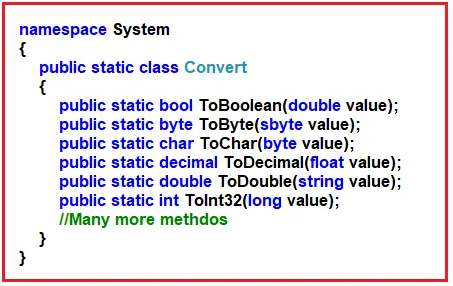 namespace System
{
public static class Convert
{
public static bool ToBoolean(double value);
public static byte ToByte(sbyte value);
public static char ToChar(byte value);
public static decimal ToDecimal(float value);
public static double ToDouble(string value);
public static int ToInt32(long value);
//Many more methdos
}
}